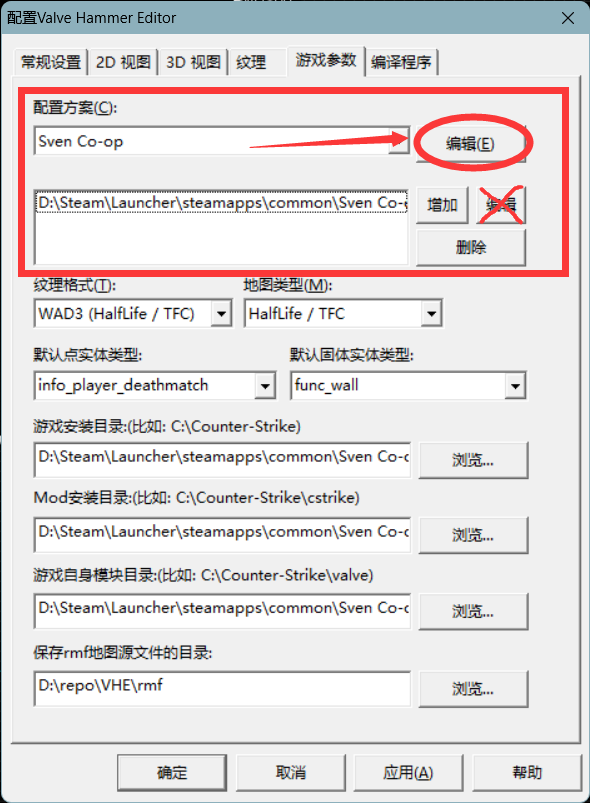 配置Valve Hammer Editor
常规设置 2D 视图 3D 视图 纹理 游戏参数 编译程序
配置方案(C):
Sven Co-op 编辑(E)
D:\Steam\Launcher\steamapps\common\Sven Co- 增加 编辑
删除
纹理格式(T): 地图类型(M):
WAD3 (HalfLife / TFC) HalfLife / TFC
默认点实体类型: 默认固体实体类型:
info_player_deathmatch func_wall
游戏安装目录:(比如: C:\Counter-Strike)
D:\Steam\Launcher\steamapps\common\Sven Co- 浏览...
Mod安装目录:(比如: C:\Counter-Strike\cstrike)
D:\Steam\Launcher\steamapps\common\Sven Co- 浏览...
游戏自身模块目录:(比如: C:\Counter-Strike\valve)
D:\Steam\Launcher\steamapps\common\Sven Co- 浏览...
保存rmf地图源文件的目录:
D:\repo\VHE\rmf 浏览...
确定 取消 应用(A) 帮助